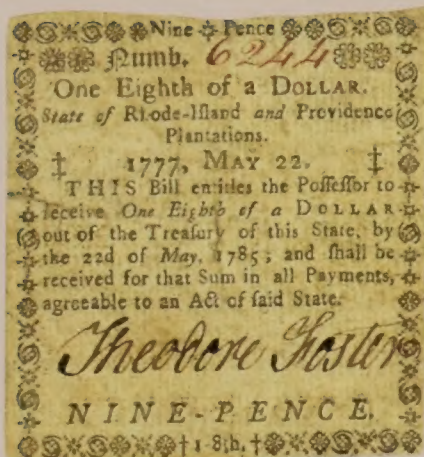 Nine Pence
Numb. 6244
One Eighth of a DOLLAR.
State of Rhode-Iſland and Providence
Plantations.
‡ 1777, MAY 22. ‡
THIS Bill entitles the Poſſeſſor to
receive One Eighth of a DOLLAR
out of the Treaſury of this State, by
the 22d of May, 1785; and ſhall be
received for that Sum in all Payments,
agreeable to an Act of ſaid State.
Theodore Foster
NINE-PENCE.
†1-8th.†